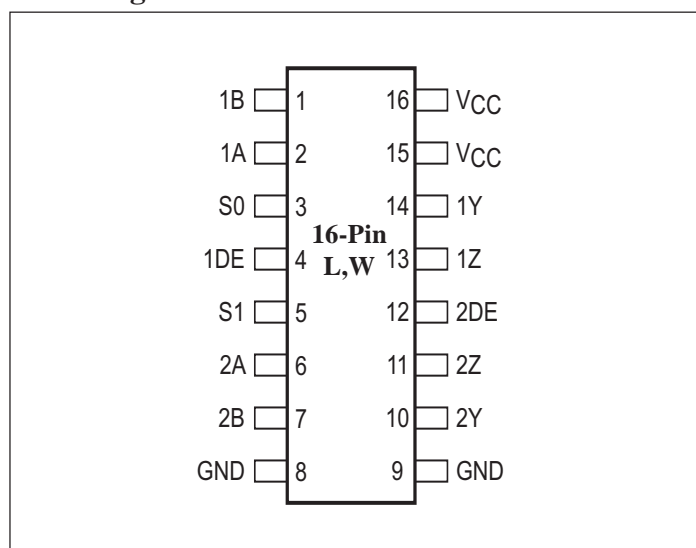 1B 1 16 VCC
1A 2 15 VCC
S0 3 14 1Y
16-Pin
1DE 4 13 1Z
L,W
S1 5 12 2DE
2A 6 11 2Z
2B 7 10 2Y
GND 8 9 GND